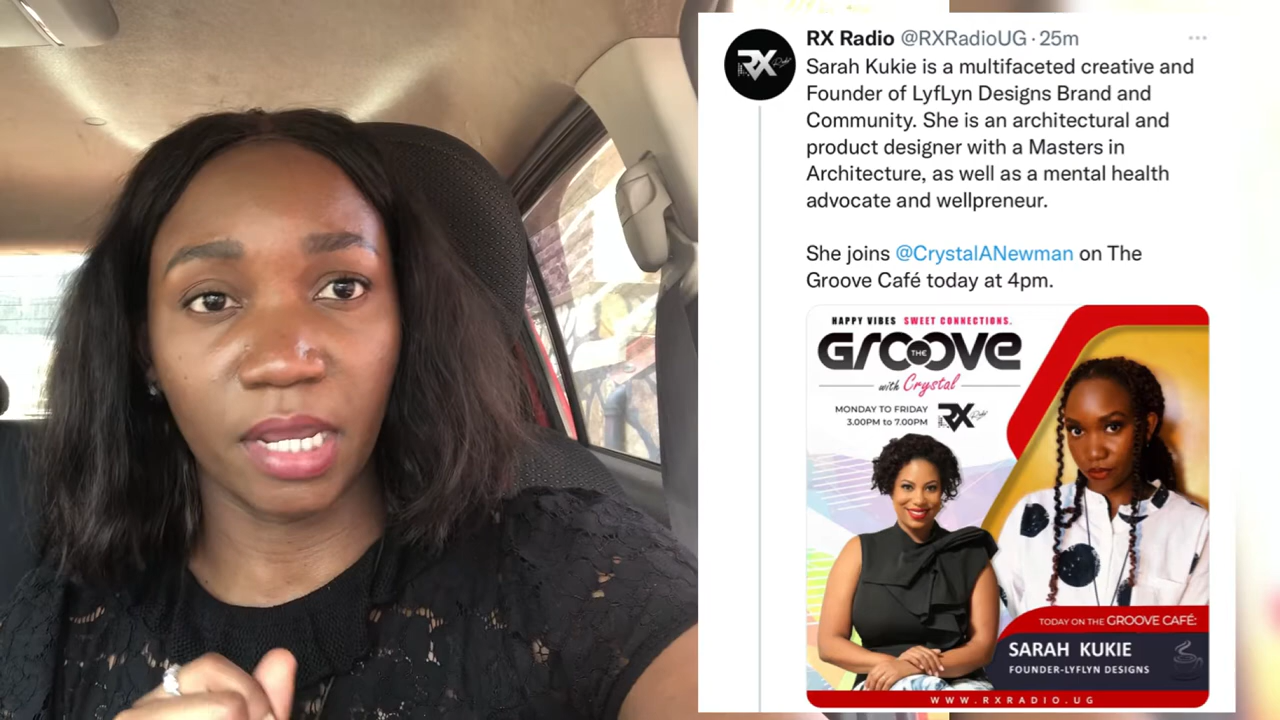 RX Radio @RXRadioUG · 25m
Sarah Kukie is a multifaceted creative and
Founder of LyfLyn Designs Brand and
Community. She is an architectural and
product designer with a Masters in
Architecture, as well as a mental health
advocate and wellpreneur.
She joins @CrystalANewman on The
Groove Café today at 4pm.
HAPPY VIBES SWEET CONNECTIONS.
THE
GROOVE
with Crystal
MONDAY TO FRIDAY
3.00PM to 7.00PM
RX Radio
TODAY ON THE GROOVE CAFÉ:
SARAH KUKIE
FOUNDER-LYFLYN DESIGNS
WWW.RXRADIO.UG